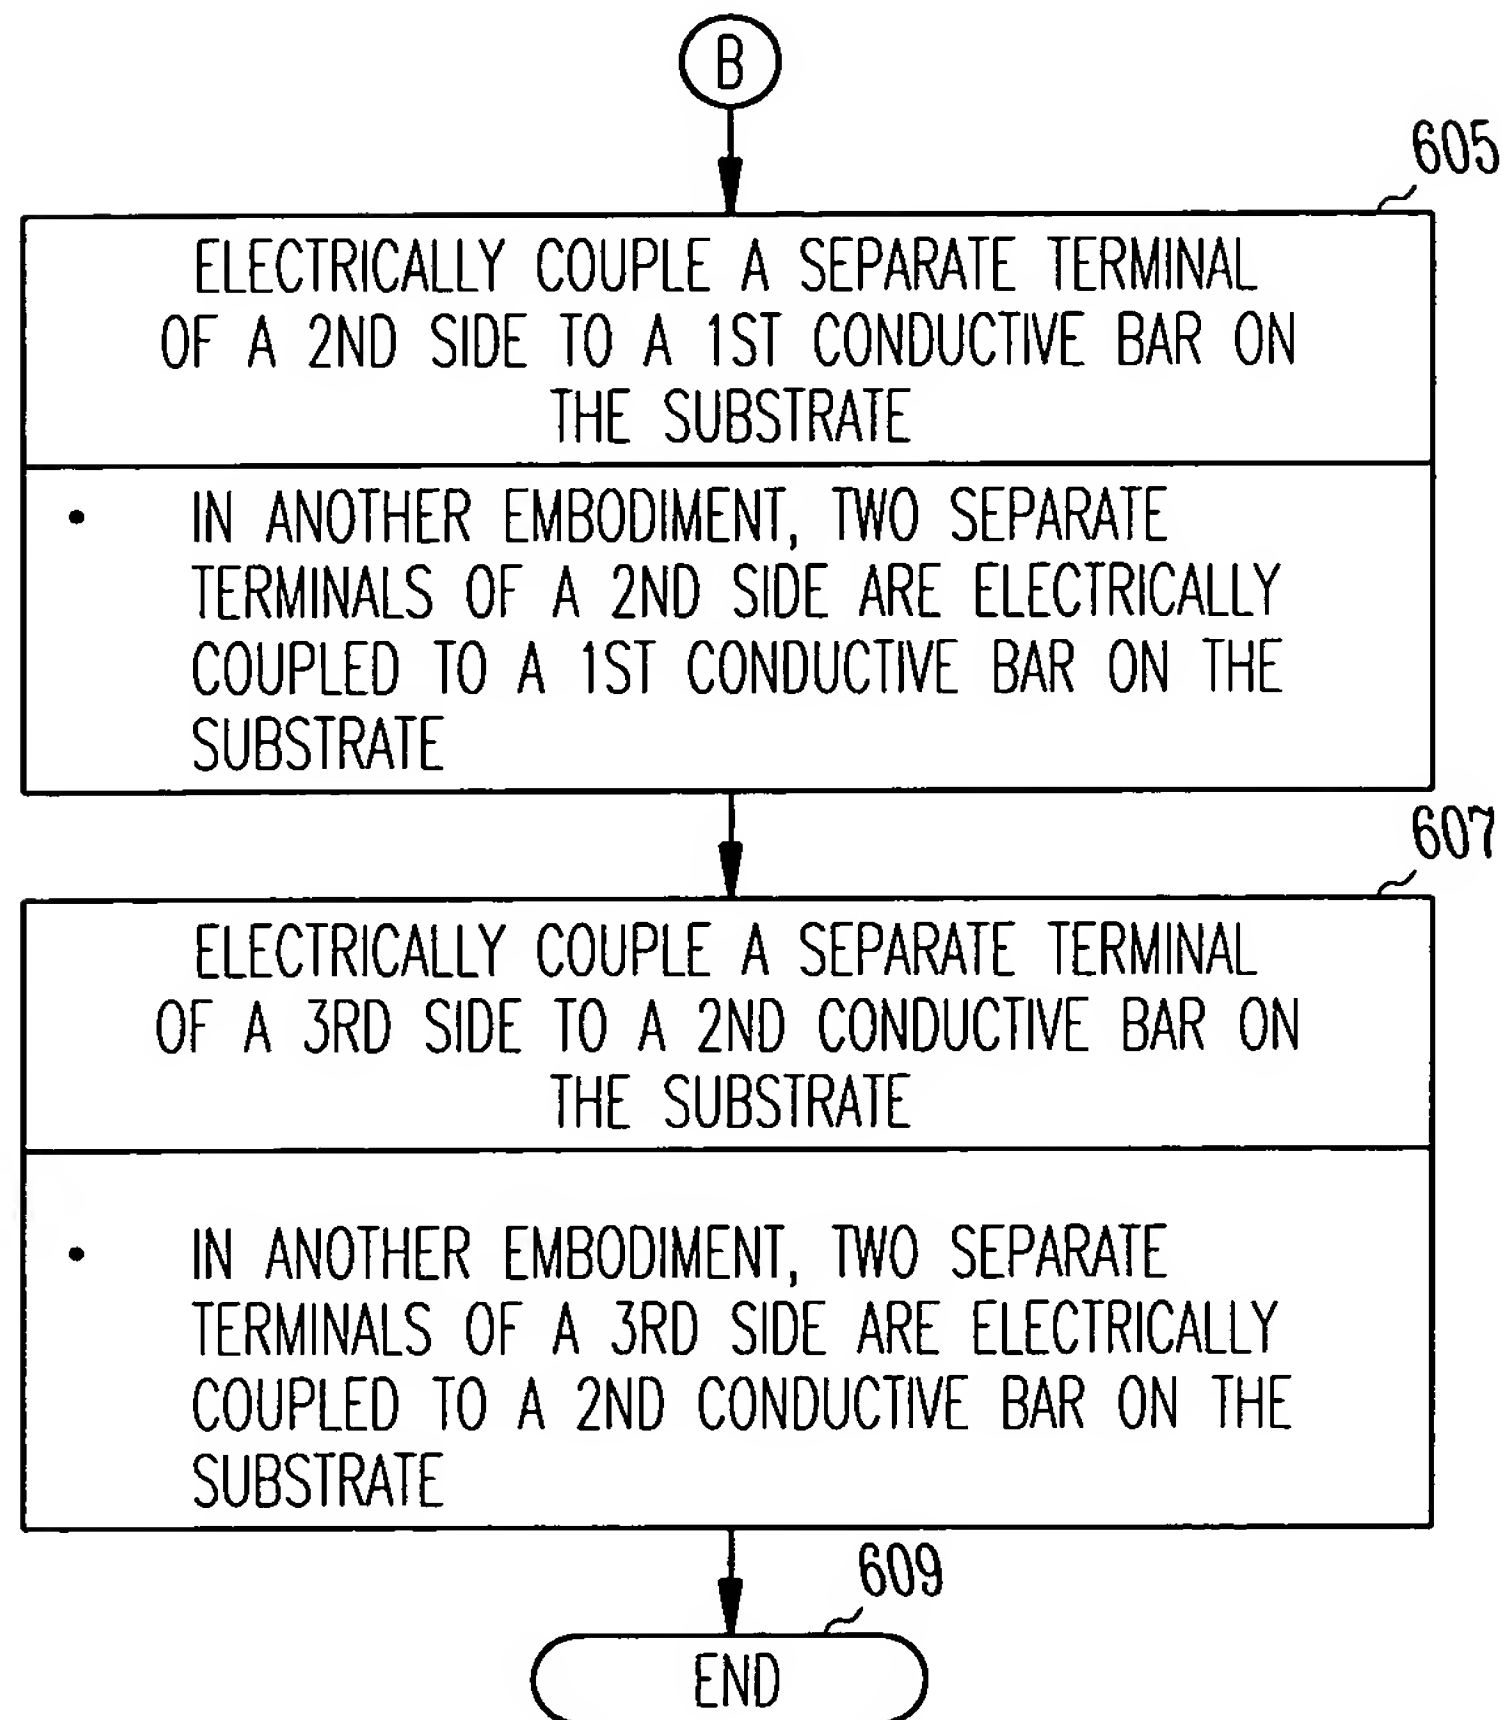 B
605
ELECTRICALLY COUPLE A SEPARATE TERMINAL
OF A 2ND SIDE TO A 1ST CONDUCTIVE BAR ON
THE SUBSTRATE
• IN ANOTHER EMBODIMENT, TWO SEPARATE
TERMINALS OF A 2ND SIDE ARE ELECTRICALLY
COUPLED TO A 1ST CONDUCTIVE BAR ON THE
SUBSTRATE
607
ELECTRICALLY COUPLE A SEPARATE TERMINAL
OF A 3RD SIDE TO A 2ND CONDUCTIVE BAR ON
THE SUBSTRATE
• IN ANOTHER EMBODIMENT, TWO SEPARATE
TERMINALS OF A 3RD SIDE ARE ELECTRICALLY
COUPLED TO A 2ND CONDUCTIVE BAR ON THE
SUBSTRATE
609
END